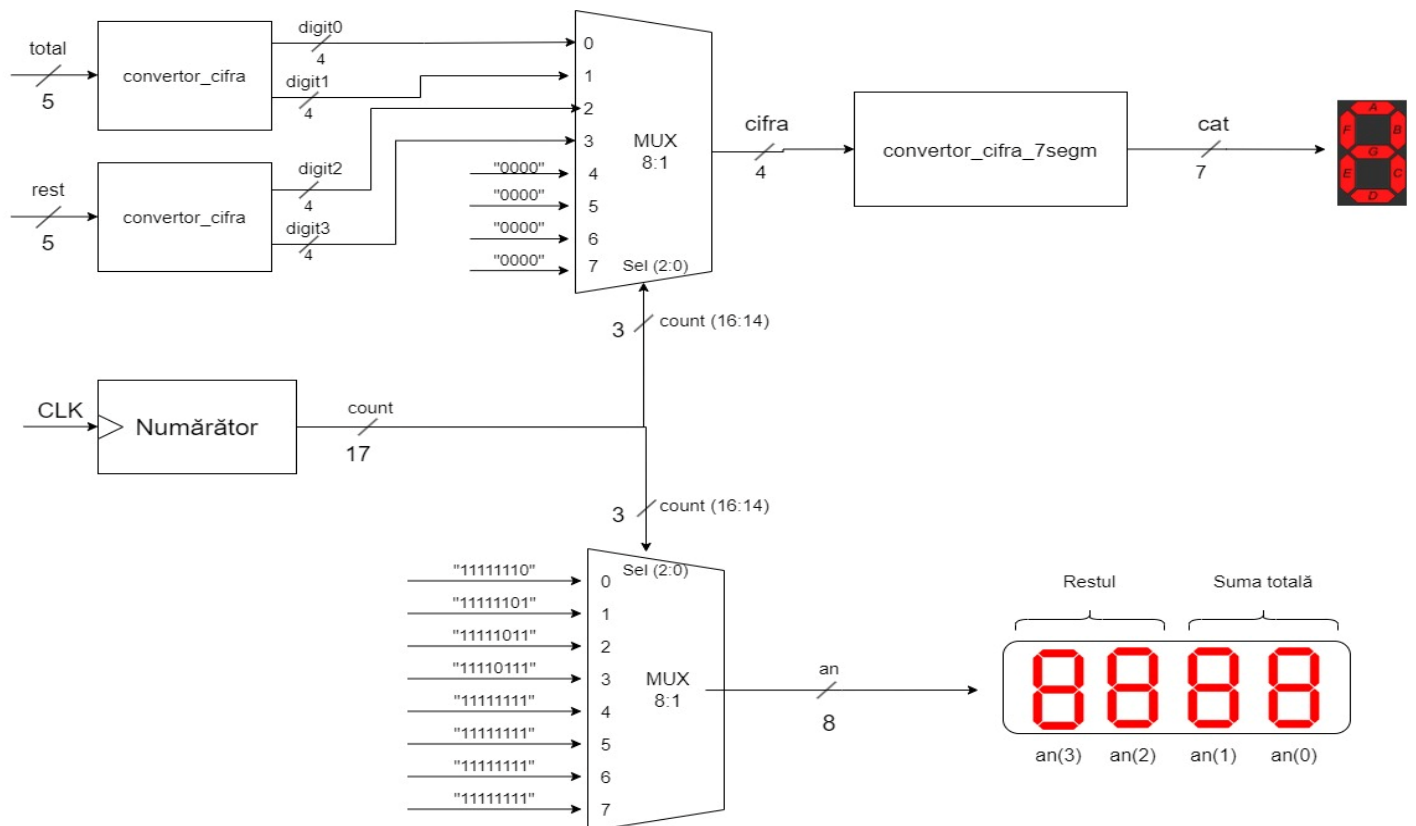 total
5
convertor_cifra
digit0
4
digit1
4
rest
5
convertor_cifra
digit2
4
digit3
4
"0000"
"0000"
"0000"
"0000"
0
1
2
3
4
5
6
7
MUX
8:1
Sel (2:0)
cifra
4
convertor_cifra_7segm
cat
7
A
F
B
G
E
C
D
3
count (16:14)
CLK
Numărător
count
17
3
count (16:14)
"11111110"
"11111101"
"11111011"
"11110111"
"11111111"
"11111111"
"11111111"
"11111111"
Sel (2:0)
0
1
2
3
4
5
6
7
MUX
8:1
an
8
Restul
Suma totală
an(3)
an(2)
an(1)
an(0)